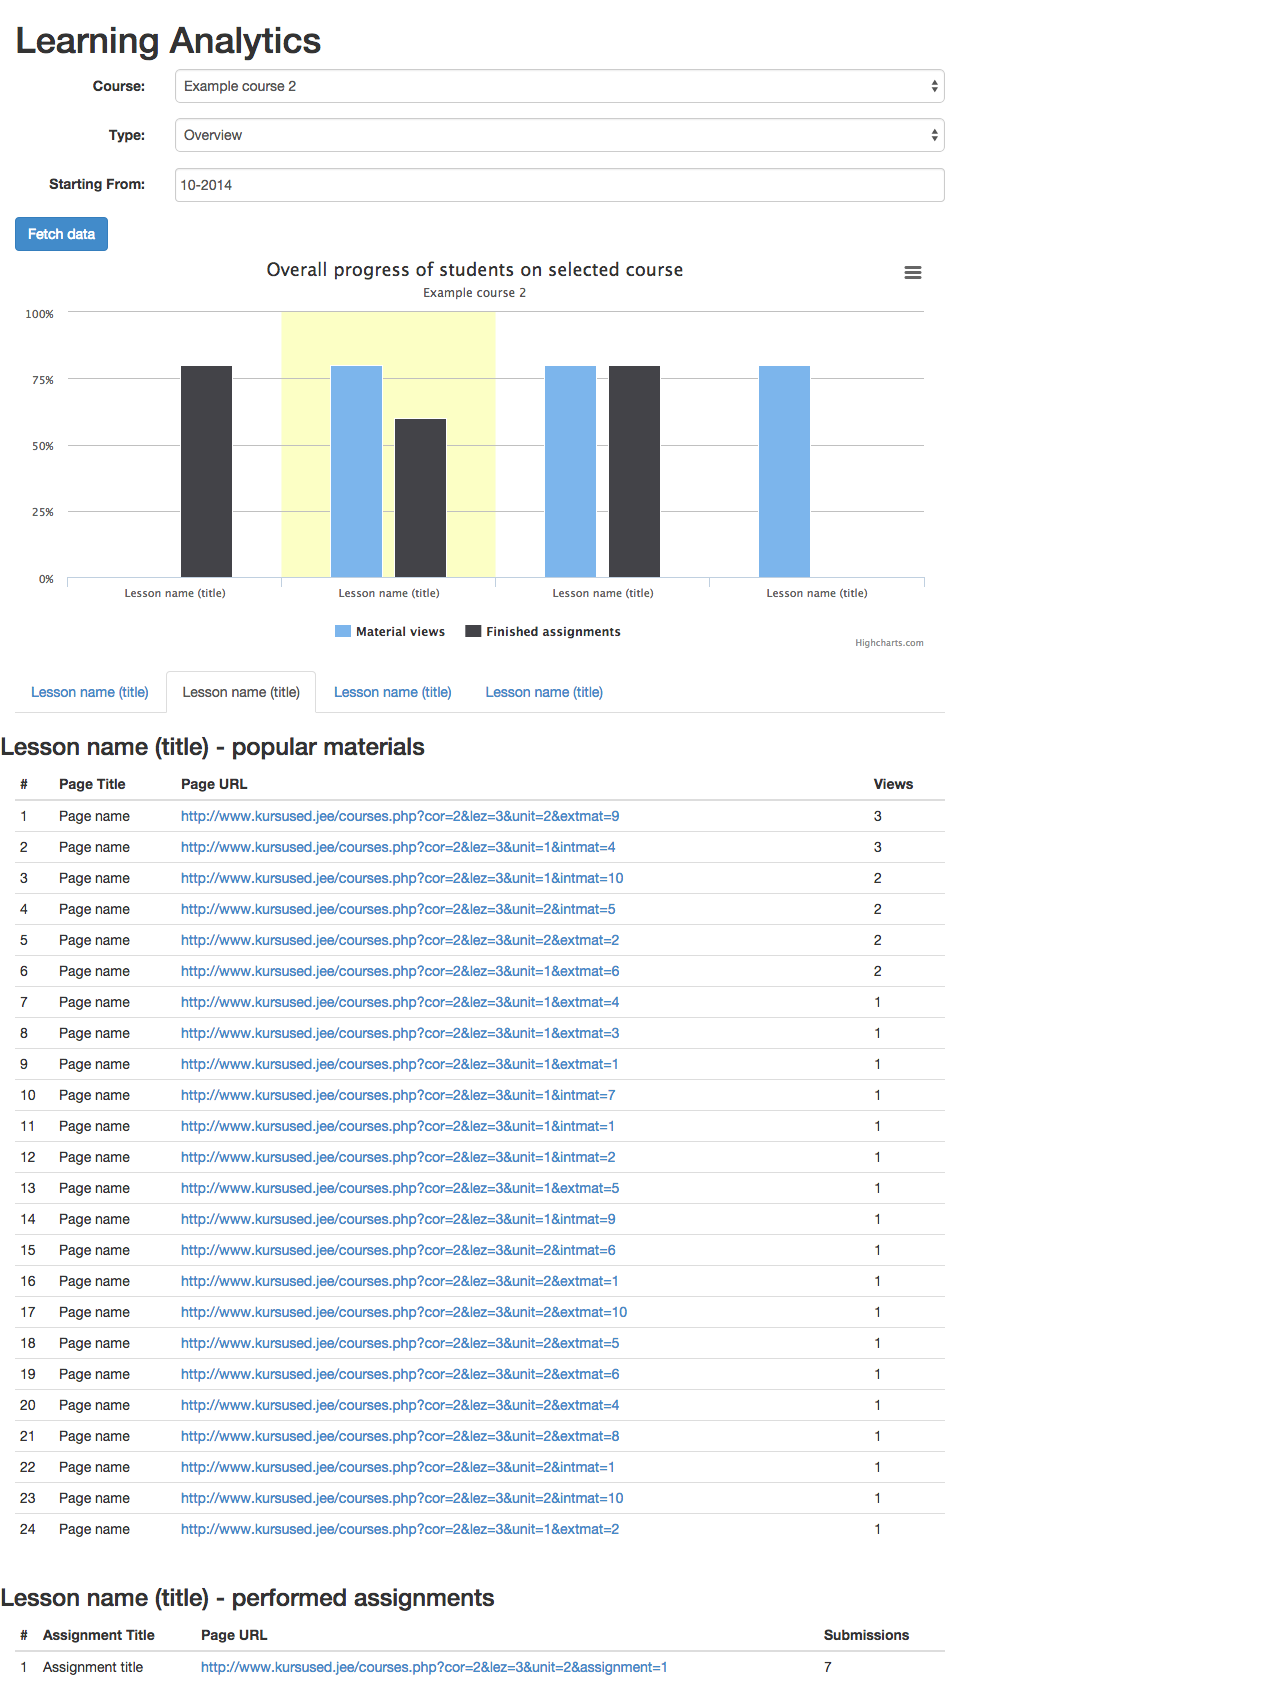 Learning Analytics
Course: Example course 2
Type: Overview
Starting From: 10-2014
Fetch data
Overall progress of students on selected course
Example course 2
100%
75%
50%
25%
0%
Lesson name (title) Lesson name (title) Lesson name (title) Lesson name (title)
Material views Finished assignments
Highcharts.com
Lesson name (title) Lesson name (title) Lesson name (title) Lesson name (title)
Lesson name (title) - popular materials
# Page Title Page URL Views
1 Page name http://www.kursused.jee/courses.php?cor=2&lez=3&unit=2&extmat=9 3
2 Page name http://www.kursused.jee/courses.php?cor=2&lez=3&unit=1&intmat=4 3
3 Page name http://www.kursused.jee/courses.php?cor=2&lez=3&unit=1&intmat=10 2
4 Page name http://www.kursused.jee/courses.php?cor=2&lez=3&unit=2&intmat=5 2
5 Page name http://www.kursused.jee/courses.php?cor=2&lez=3&unit=2&extmat=2 2
6 Page name http://www.kursused.jee/courses.php?cor=2&lez=3&unit=1&extmat=6 2
7 Page name http://www.kursused.jee/courses.php?cor=2&lez=3&unit=1&extmat=4 1
8 Page name http://www.kursused.jee/courses.php?cor=2&lez=3&unit=1&extmat=3 1
9 Page name http://www.kursused.jee/courses.php?cor=2&lez=3&unit=1&extmat=1 1
10 Page name http://www.kursused.jee/courses.php?cor=2&lez=3&unit=1&intmat=7 1
11 Page name http://www.kursused.jee/courses.php?cor=2&lez=3&unit=1&intmat=1 1
12 Page name http://www.kursused.jee/courses.php?cor=2&lez=3&unit=1&intmat=2 1
13 Page name http://www.kursused.jee/courses.php?cor=2&lez=3&unit=1&extmat=5 1
14 Page name http://www.kursused.jee/courses.php?cor=2&lez=3&unit=1&intmat=9 1
15 Page name http://www.kursused.jee/courses.php?cor=2&lez=3&unit=2&intmat=6 1
16 Page name http://www.kursused.jee/courses.php?cor=2&lez=3&unit=2&extmat=1 1
17 Page name http://www.kursused.jee/courses.php?cor=2&lez=3&unit=2&extmat=10 1
18 Page name http://www.kursused.jee/courses.php?cor=2&lez=3&unit=2&extmat=5 1
19 Page name http://www.kursused.jee/courses.php?cor=2&lez=3&unit=2&extmat=6 1
20 Page name http://www.kursused.jee/courses.php?cor=2&lez=3&unit=2&extmat=4 1
21 Page name http://www.kursused.jee/courses.php?cor=2&lez=3&unit=2&extmat=8 1
22 Page name http://www.kursused.jee/courses.php?cor=2&lez=3&unit=2&intmat=1 1
23 Page name http://www.kursused.jee/courses.php?cor=2&lez=3&unit=2&intmat=10 1
24 Page name http://www.kursused.jee/courses.php?cor=2&lez=3&unit=1&extmat=2 1
Lesson name (title) - performed assignments
# Assignment Title Page URL Submissions
1 Assignment title http://www.kursused.jee/courses.php?cor=2&lez=3&unit=2&assignment=1 7